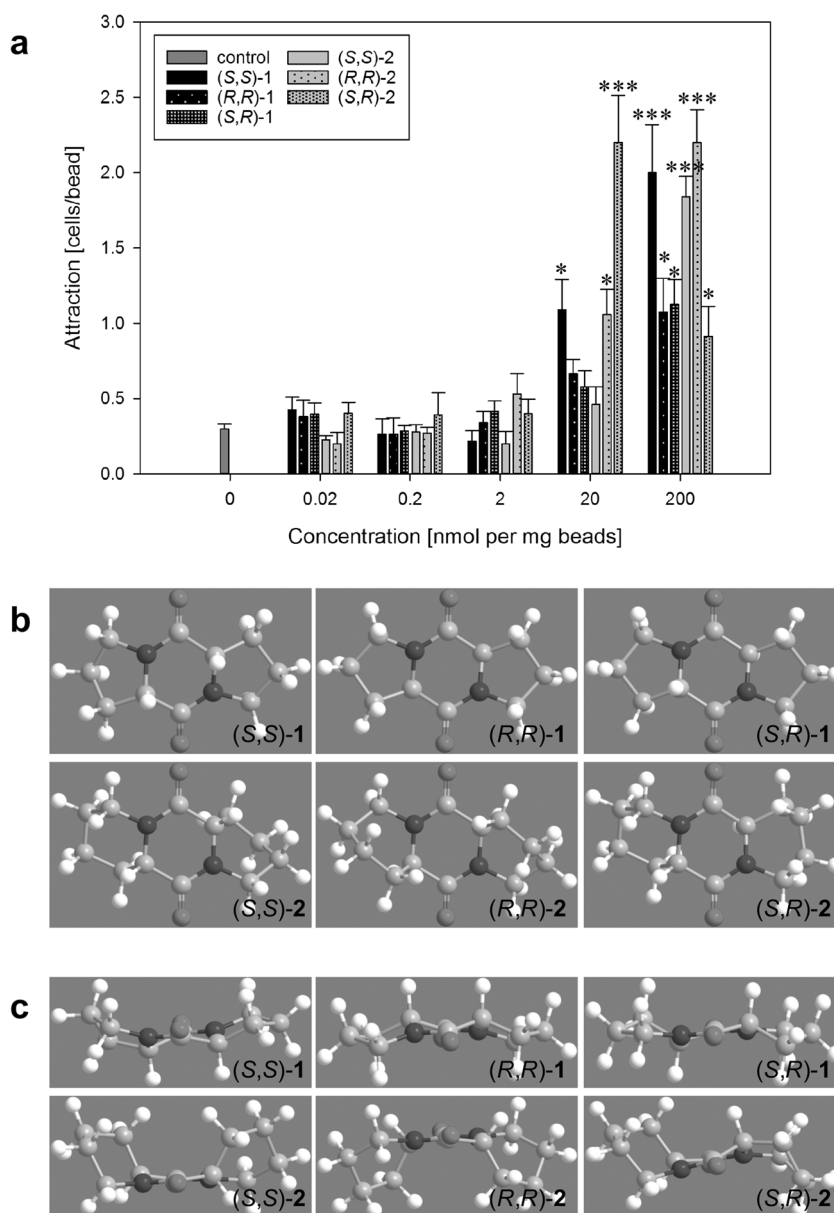 a
3.0
2.5
2.0
1.5
1.0
0.5
0.0
Attraction [cells/bead]
control
(S,S)-1
(R,R)-1
(S,R)-1
(S,S)-2
(R,R)-2
(S,R)-2
* * *** *** * * *** *** *
0 0.02 0.2 2 20 200
Concentration [nmol per mg beads]
b
(S,S)-1 (R,R)-1 (S,R)-1
(S,S)-2 (R,R)-2 (S,R)-2
c
(S,S)-1 (R,R)-1 (S,R)-1
(S,S)-2 (R,R)-2 (S,R)-2